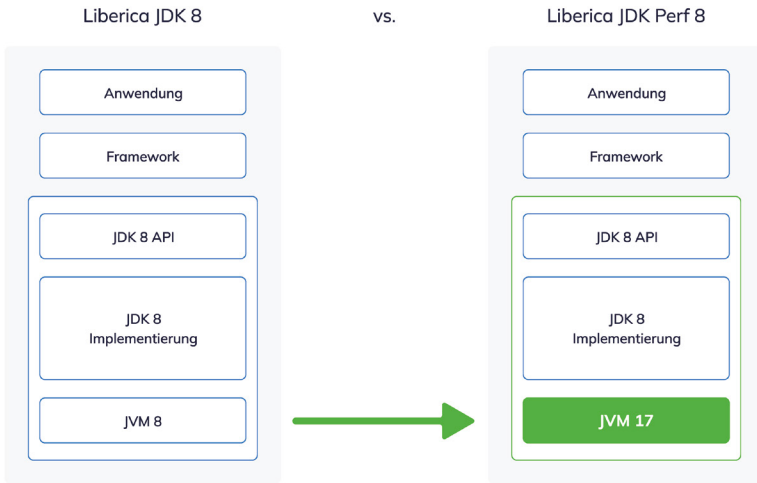 Liberica JDK 8
vs.
Liberica JDK Perf 8
Anwendung
Framework
JDK 8 API
JDK 8
Implementierung
JVM 8
Anwendung
Framework
JDK 8 API
JDK 8
Implementierung
JVM 17